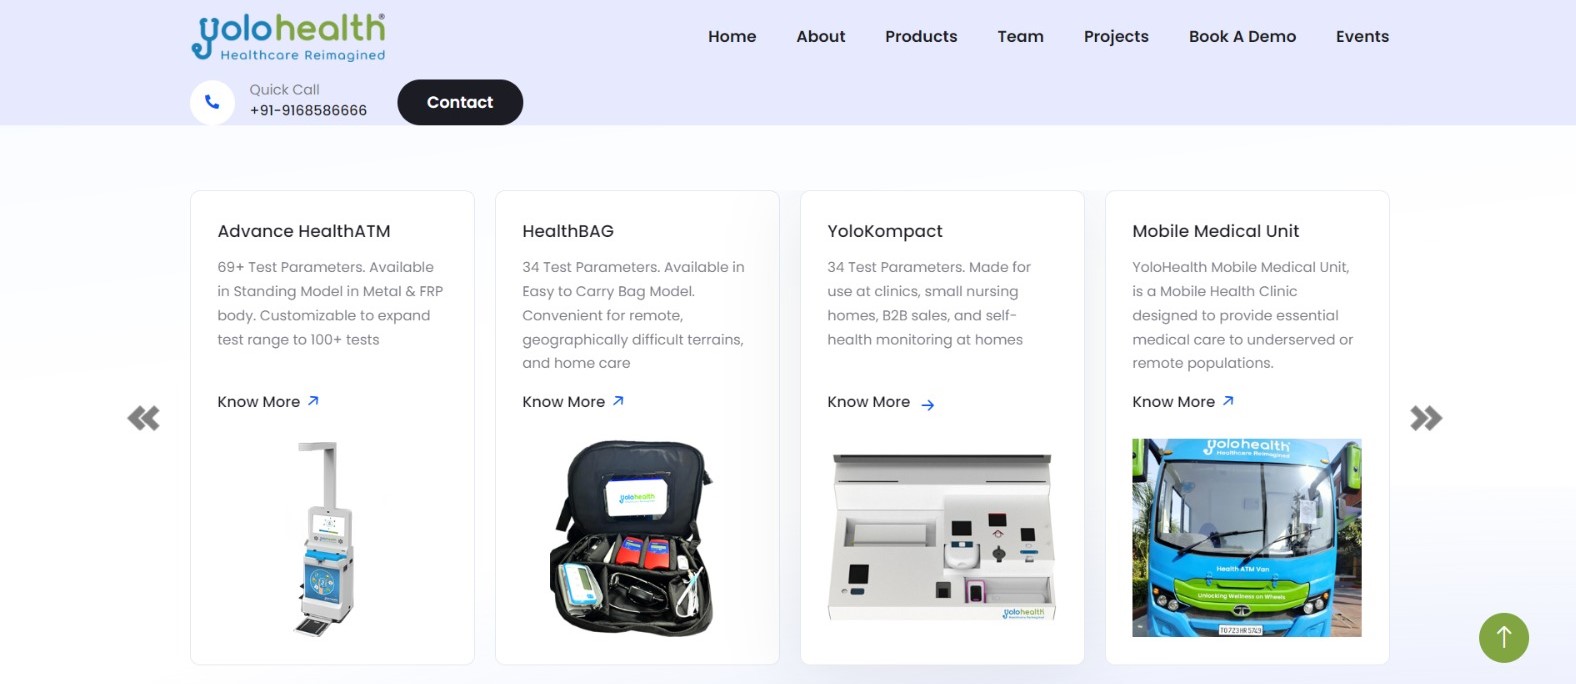 yolohealth®
Healthcare Reimagined
Home About Products Team Projects Book A Demo Events
Quick Call
+91-9168586666
Contact
Advance HealthATM
69+ Test Parameters. Available
in Standing Model in Metal & FRP
body. Customizable to expand
test range to 100+ tests
Know More
HealthBAG
34 Test Parameters. Available in
Easy to Carry Bag Model.
Convenient for remote,
geographically difficult terrains,
and home care
Know More
yolohealth
YoloKompact
34 Test Parameters. Made for
use at clinics, small nursing
homes, B2B sales, and self-
health monitoring at homes
Know More
yolohealth
Healthcare Reimagined
Mobile Medical Unit
YoloHealth Mobile Medical Unit,
is a Mobile Health Clinic
designed to provide essential
medical care to underserved or
remote populations.
Know More
yolohealth
Healthcare Reimagined
Health ATM Van
Unlocking Wellness on Wheels